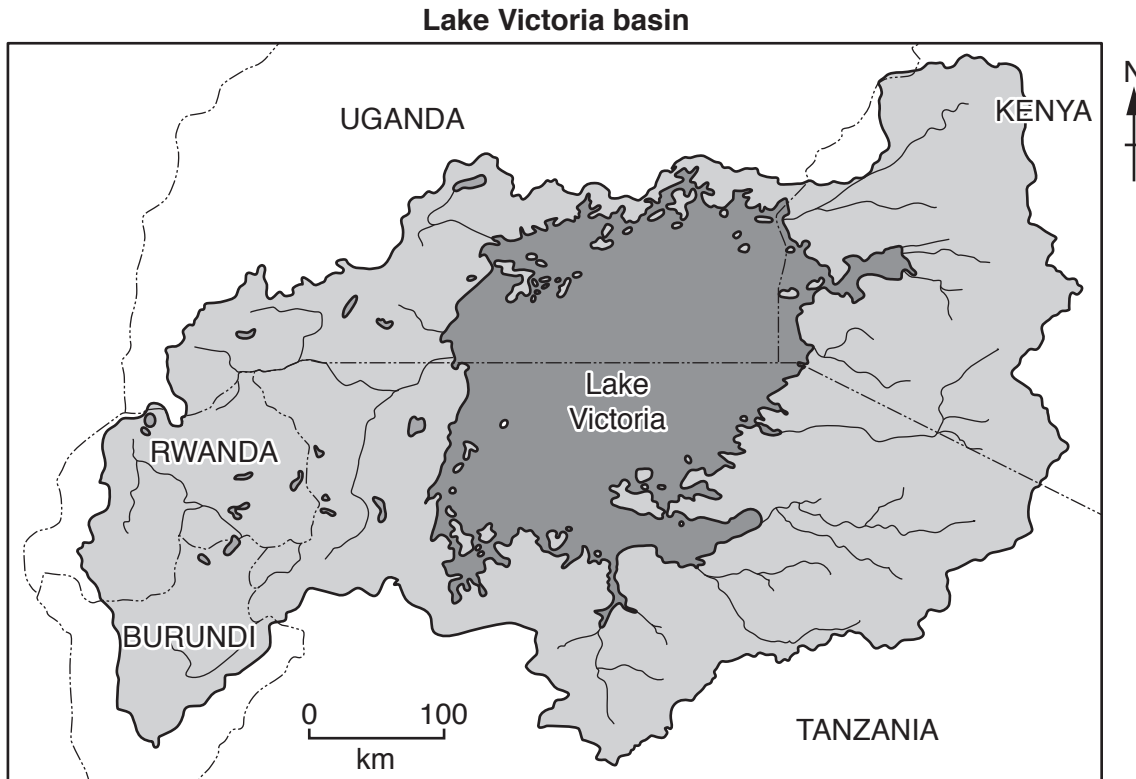 Lake Victoria basin
N
UGANDA
KENYA
Lake
Victoria
RWANDA
BURUNDI
0 100
km
TANZANIA